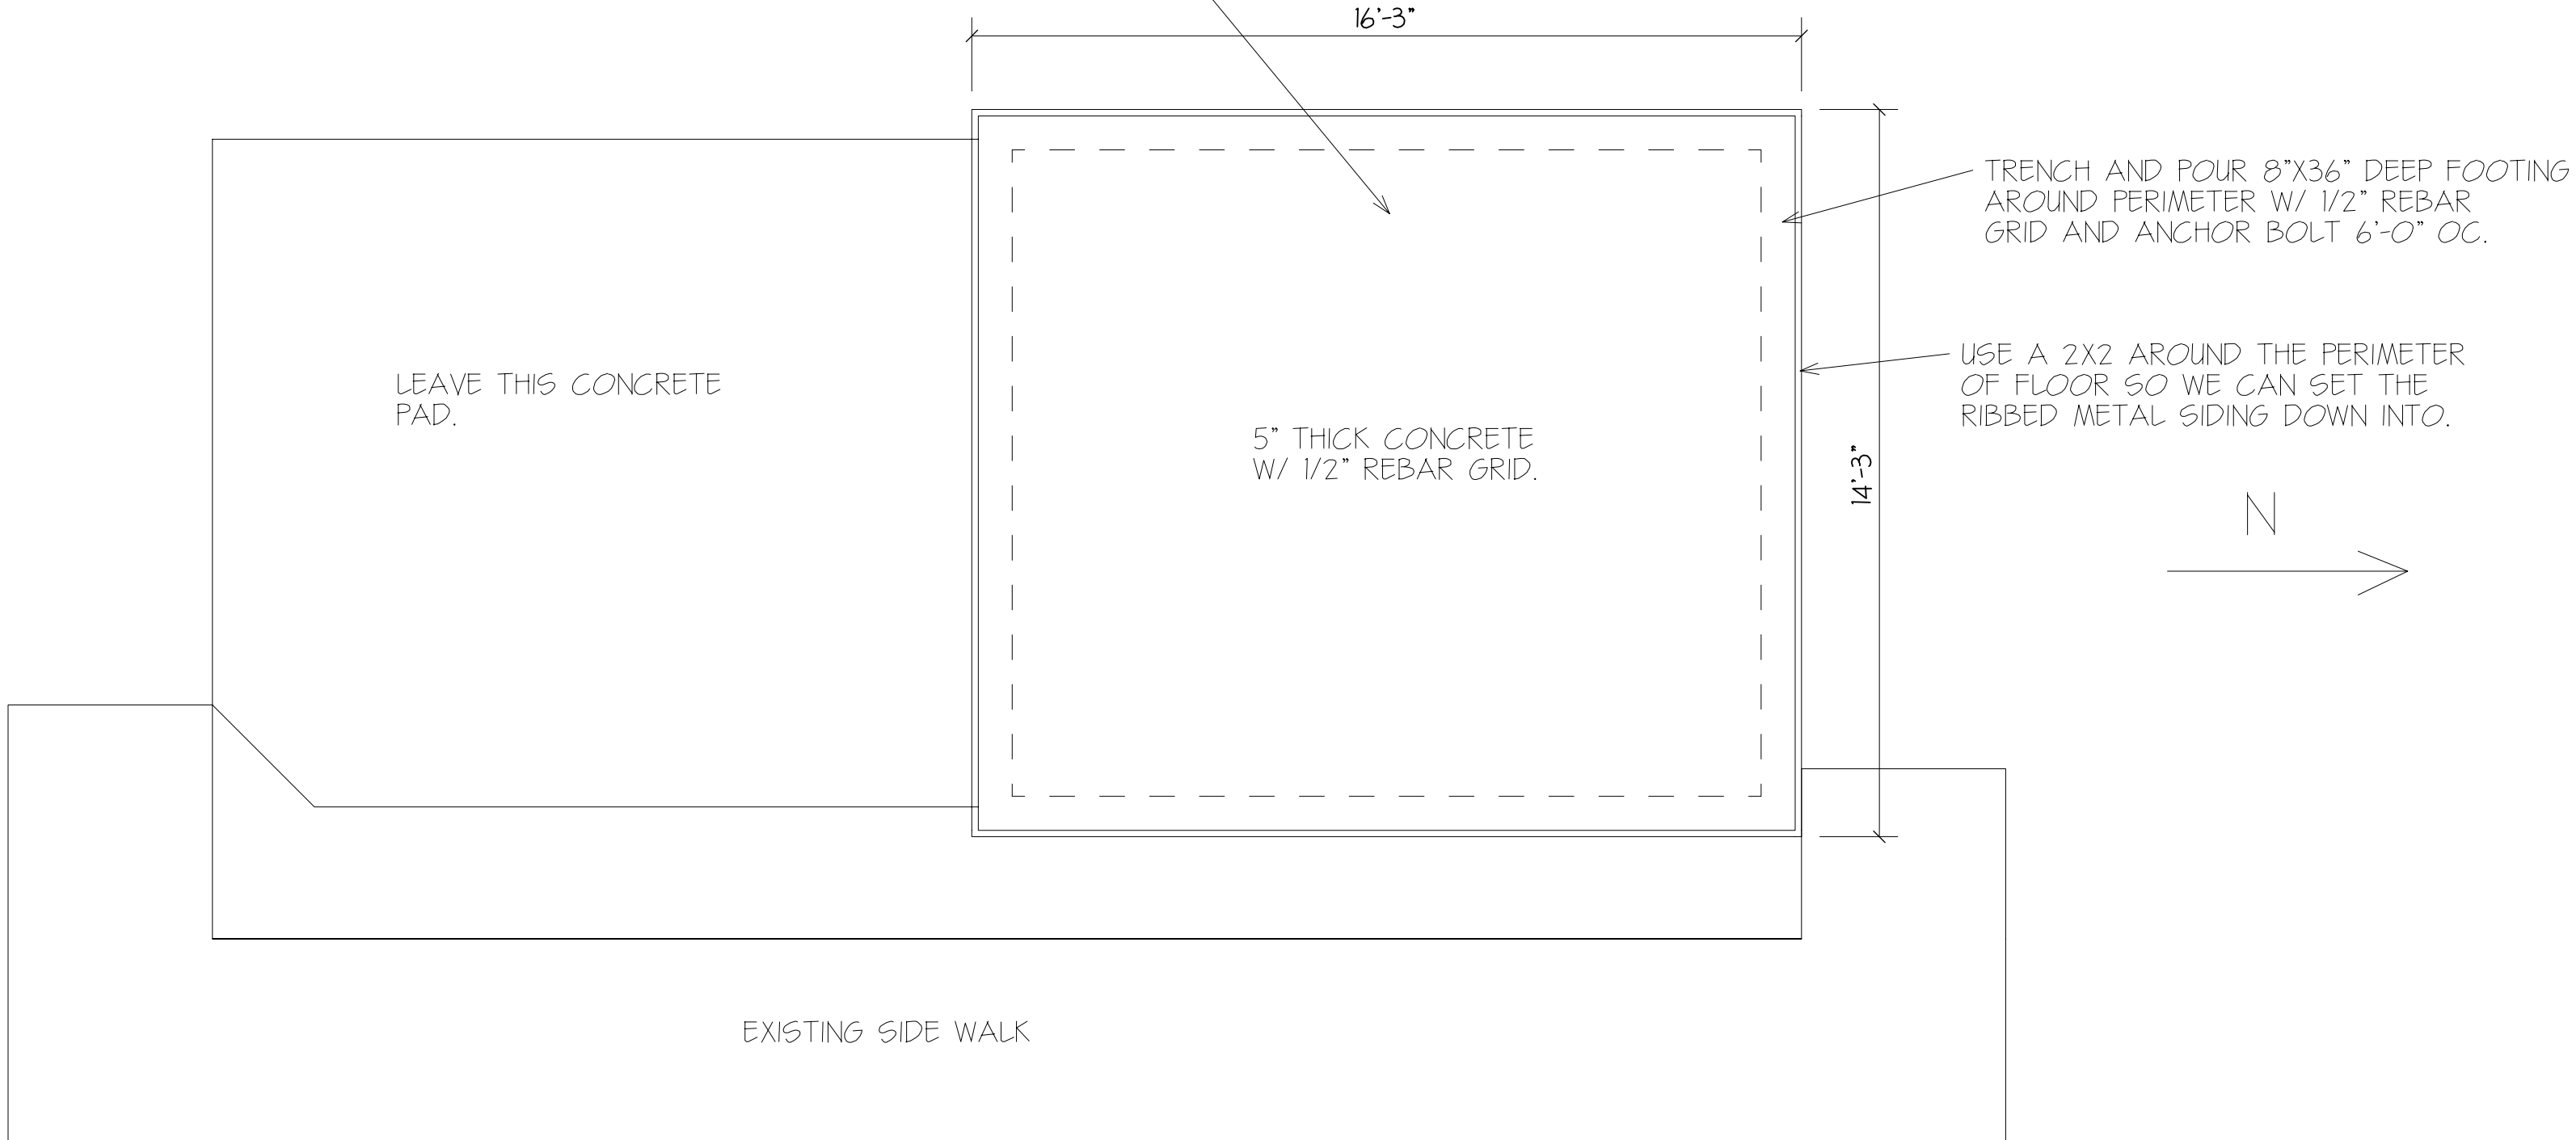 16'-3"
TRENCH AND POUR 8"X36" DEEP FOOTING
AROUND PERIMETER W/ 1/2" REBAR
GRID AND ANCHOR BOLT 6'-0" OC.
USE A 2X2 AROUND THE PERIMETER
OF FLOOR SO WE CAN SET THE
RIBBED METAL SIDING DOWN INTO.
LEAVE THIS CONCRETE
PAD.
5" THICK CONCRETE
W/ 1/2" REBAR GRID.
14'-3"
N
EXISTING SIDE WALK